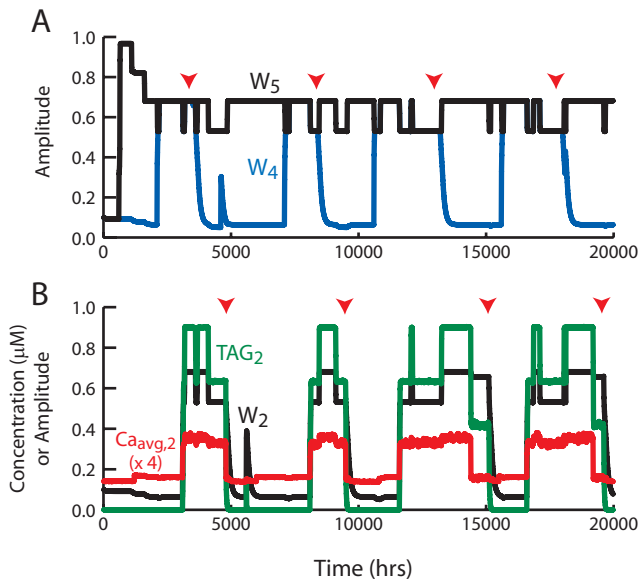 A
1.0
0.8
0.6
0.4
0.2
0.0
Amplitude
W5
W4
0
5000
10000
15000
20000
B
1.0
0.8
0.6
0.4
0.2
0.0
Concentration (μM)
or Amplitude
TAG2
W2
Caavg,2
(x 4)
0
5000
10000
15000
20000
Time (hrs)